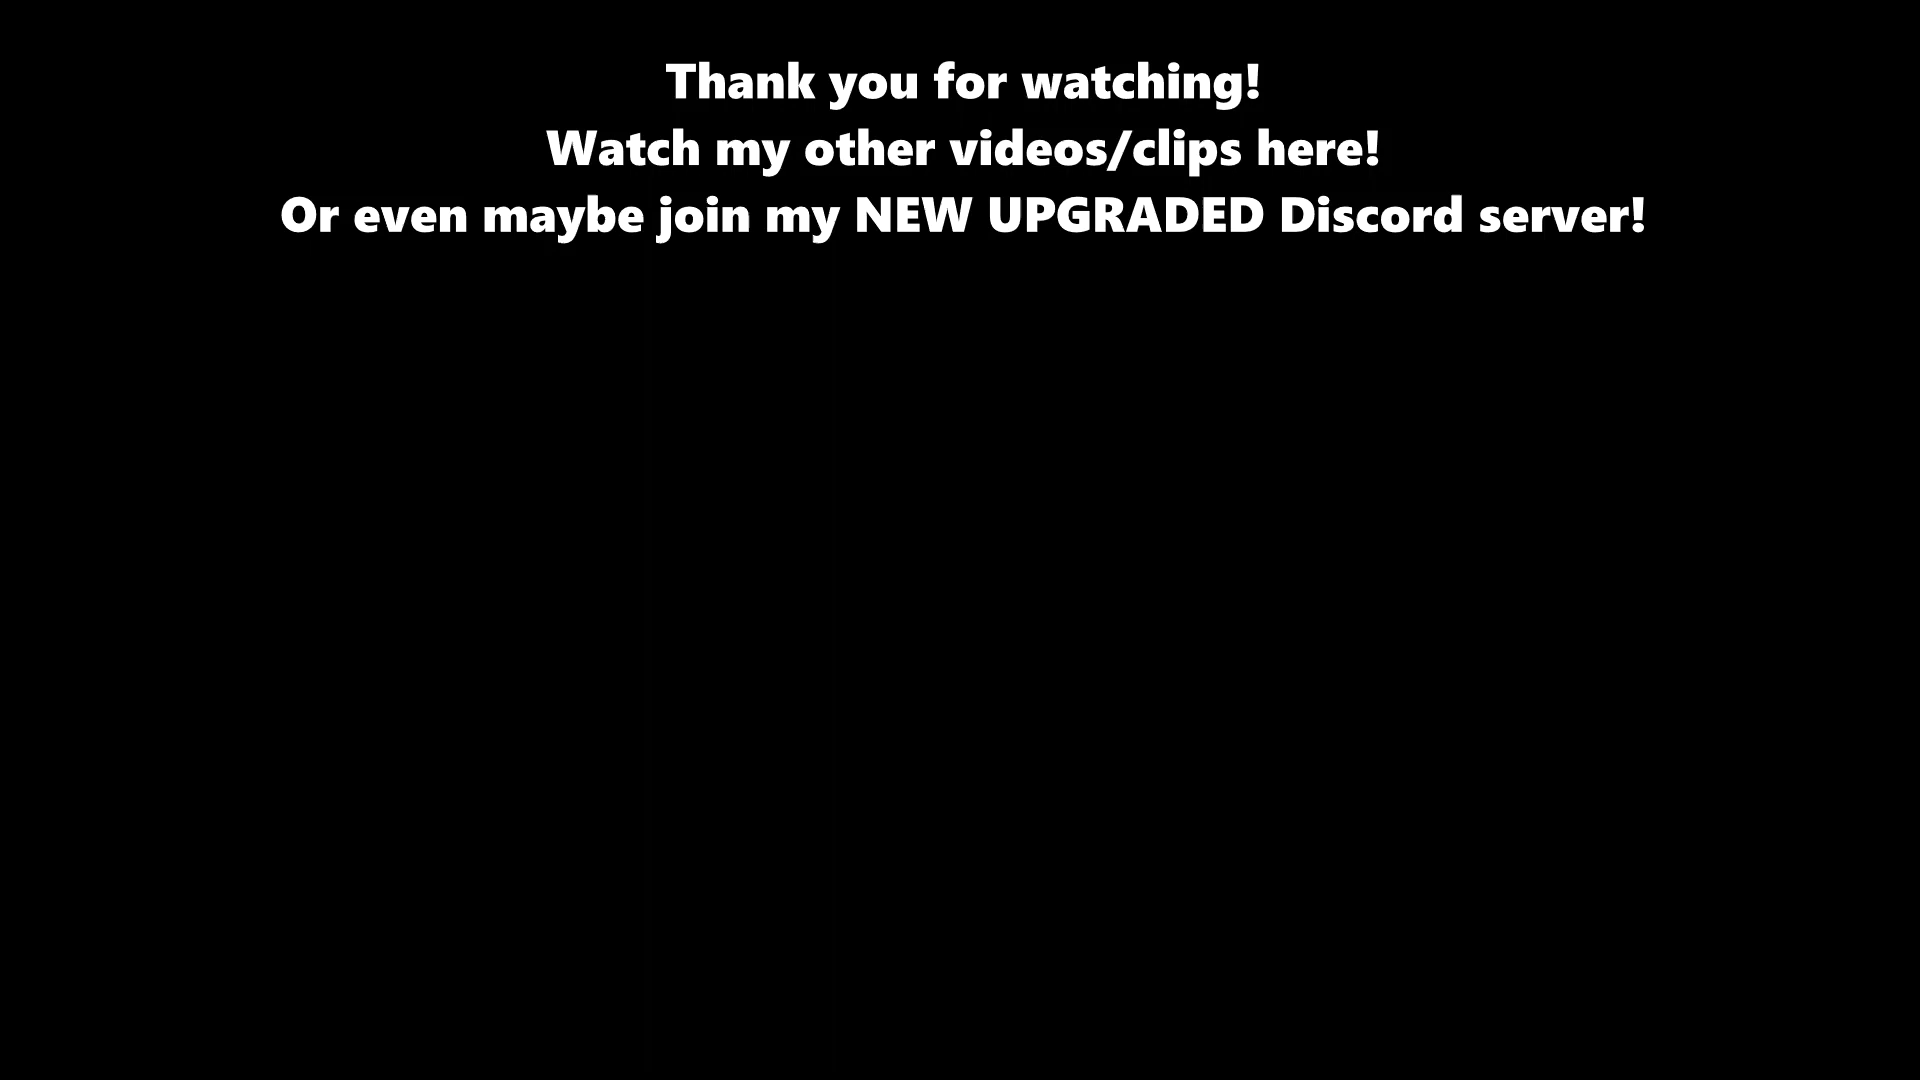 Thank you for watching!
Watch my other videos/clips here!
Or even maybe join my NEW UPGRADED Discord server!